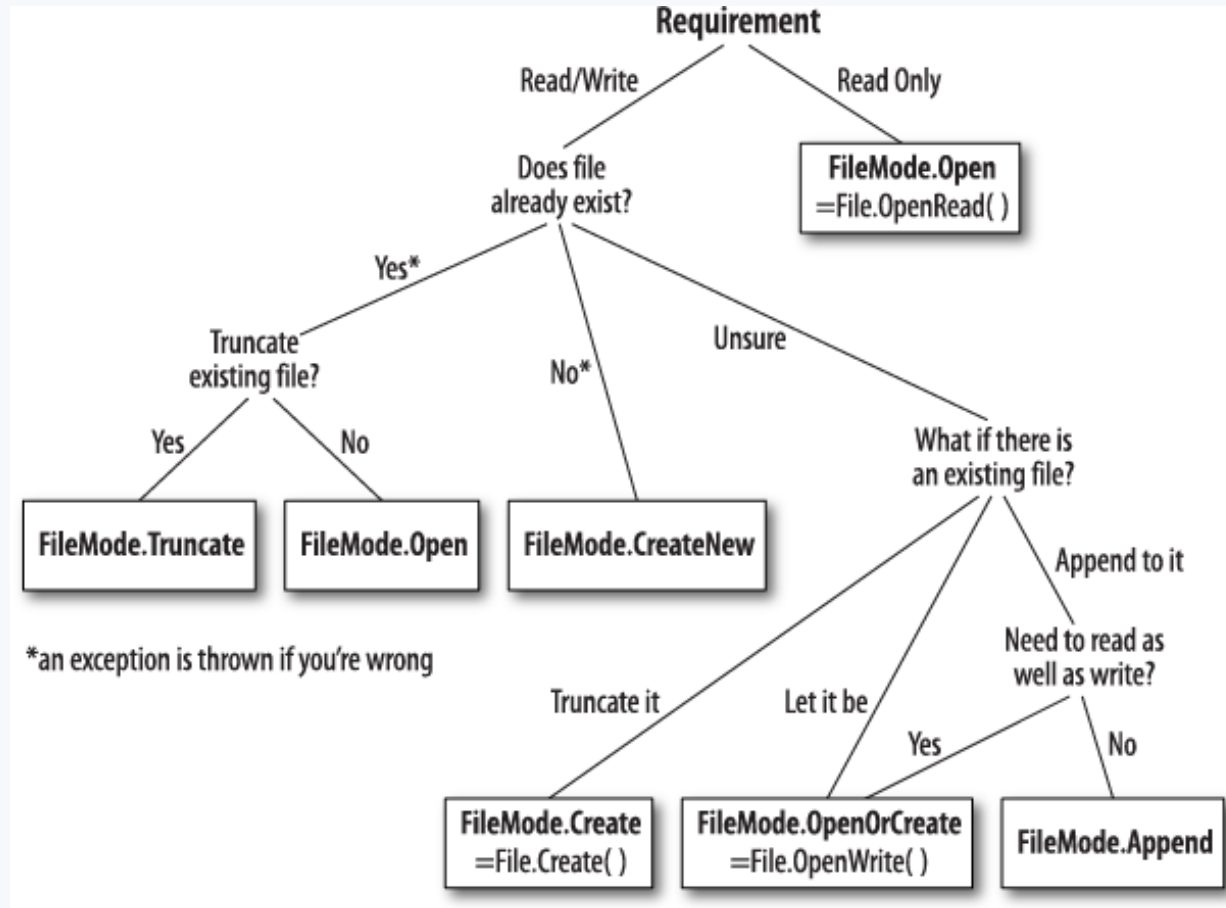 Requirement
Read/Write
Read Only
Does file
already exist?
FileMode.Open
=File.OpenRead( )
Yes*
No*
Unsure
Truncate
existing file?
Yes
No
What if there is
an existing file?
FileMode.Truncate
FileMode.Open
FileMode.CreateNew
Append to it
*an exception is thrown if you're wrong
Need to read as
well as write?
Truncate it
Let it be
Yes
No
FileMode.Create
=File.Create( )
FileMode.OpenOrCreate
=File.OpenWrite( )
FileMode.Append